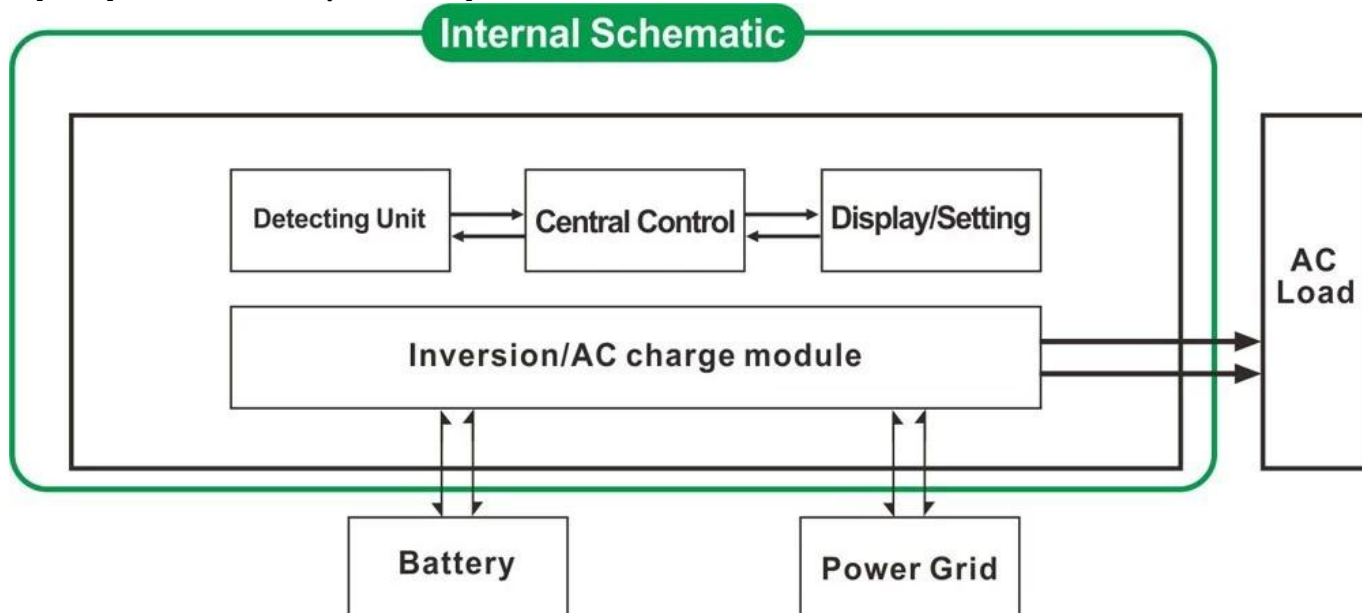 Internal Schematic
Detecting Unit
Central Control
Display/Setting
AC
Load
Inversion/AC charge module
Battery
Power Grid